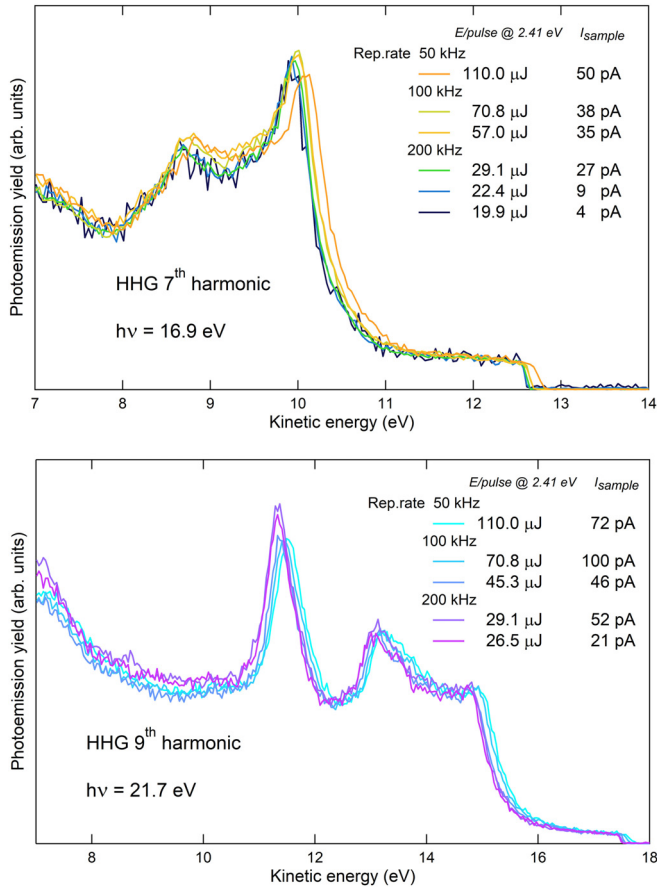 E/pulse @ 2.41 eV I_sample
Rep.rate 50 kHz
110.0 μJ 50 pA
100 kHz
70.8 μJ 38 pA
57.0 μJ 35 pA
200 kHz
29.1 μJ 27 pA
22.4 μJ 9 pA
19.9 μJ 4 pA
Photoemission yield (arb. units)
HHG 7th harmonic
hν = 16.9 eV
7 8 9 10 11 12 13 14
Kinetic energy (eV)
E/pulse @ 2.41 eV I_sample
Rep.rate 50 kHz
110.0 μJ 72 pA
100 kHz
70.8 μJ 100 pA
45.3 μJ 46 pA
200 kHz
29.1 μJ 52 pA
26.5 μJ 21 pA
Photoemission yield (arb. units)
HHG 9th harmonic
hν = 21.7 eV
8 10 12 14 16 18
Kinetic energy (eV)